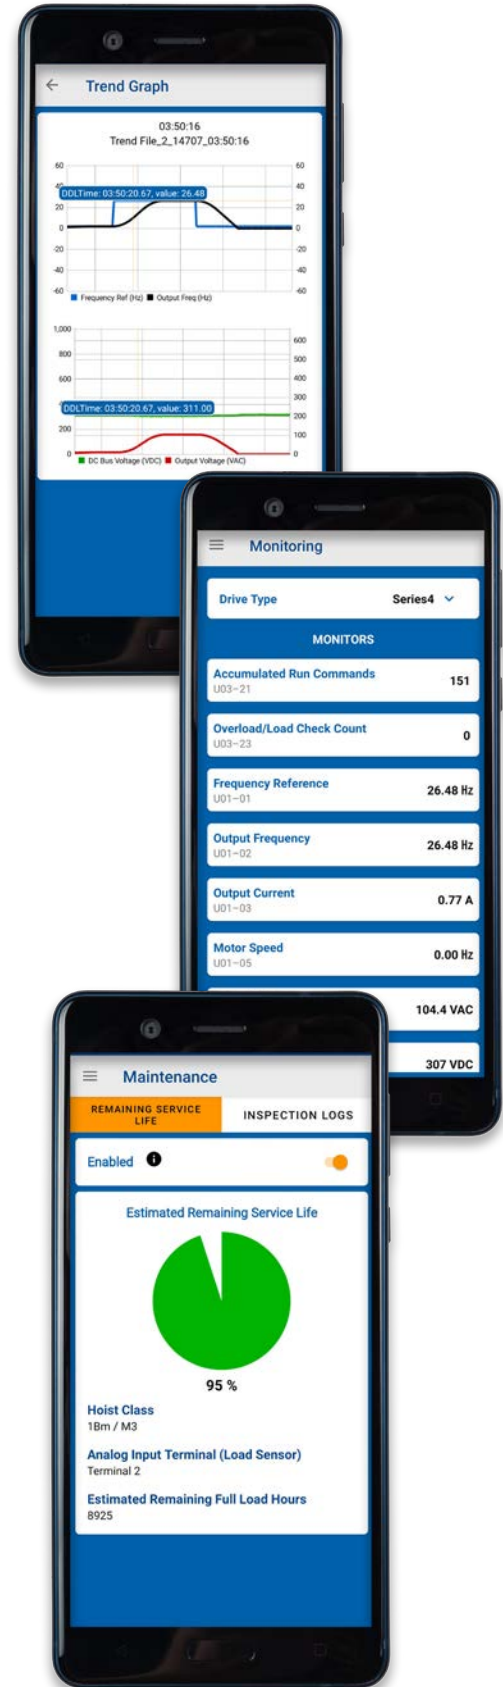 Trend Graph
03:50:16
Trend File_2_14707_03:50:16
60 60
40
DDLTime: 03:50:20.67, value: 26.48
20 20
0 0
-20 -20
-40 -40
-60 -60
Frequency Ref (Hz) Output Freq (Hz)
1,000
600
800
500
600 400
300
DDLTime: 03:50:20.67, value: 311.00
200
200
100
0 0
DC Bus Voltage (VDC) Output Voltage (VAC)
Monitoring
Drive Type Series4
MONITORS
Accumulated Run Commands
U03-21
151
Overload/Load Check Count
U03-23
0
Frequency Reference
U01-01
26.48 Hz
Output Frequency
U01-02
26.48 Hz
Output Current
U01-03
0.77 A
Motor Speed
U01-05
0.00 Hz
104.4 VAC
307 VDC
Maintenance
REMAINING SERVICE
LIFE
INSPECTION LOGS
Enabled
Estimated Remaining Service Life
95 %
Hoist Class
1Bm / M3
Analog Input Terminal (Load Sensor)
Terminal 2
Estimated Remaining Full Load Hours
8925